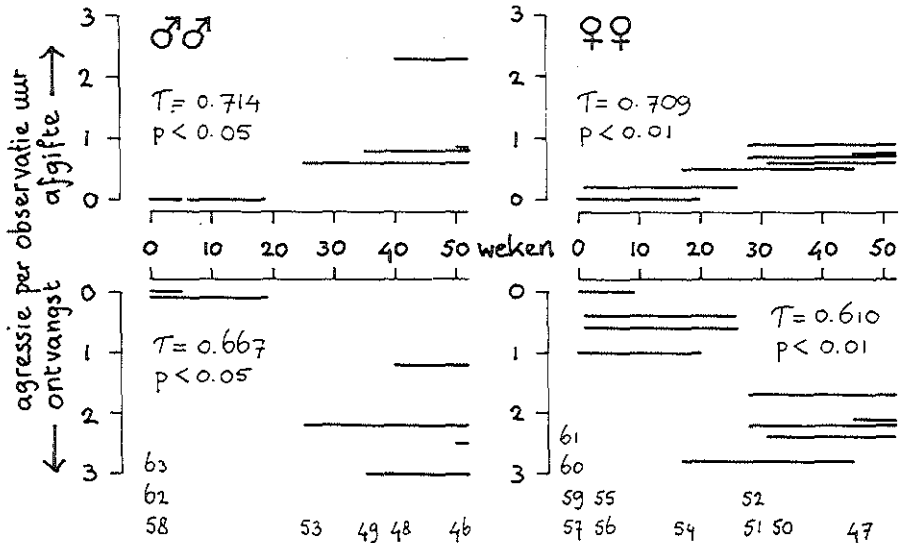 ♂♂
♀♀
agressie per observatie uur
← ontvangst afgifte →
3
2
1
0
T = 0.714
p < 0.05
0 10 20 30 40 50 weken
3
2
1
0
T = 0.709
p < 0.01
0 10 20 30 40 50
0
1
2
3
T = 0.667
p < 0.05
0
1
2
3
T = 0.610
p < 0.01
63
62
58 53 49 48 46
61
60
59 55 52
57 56 54 51 50 47